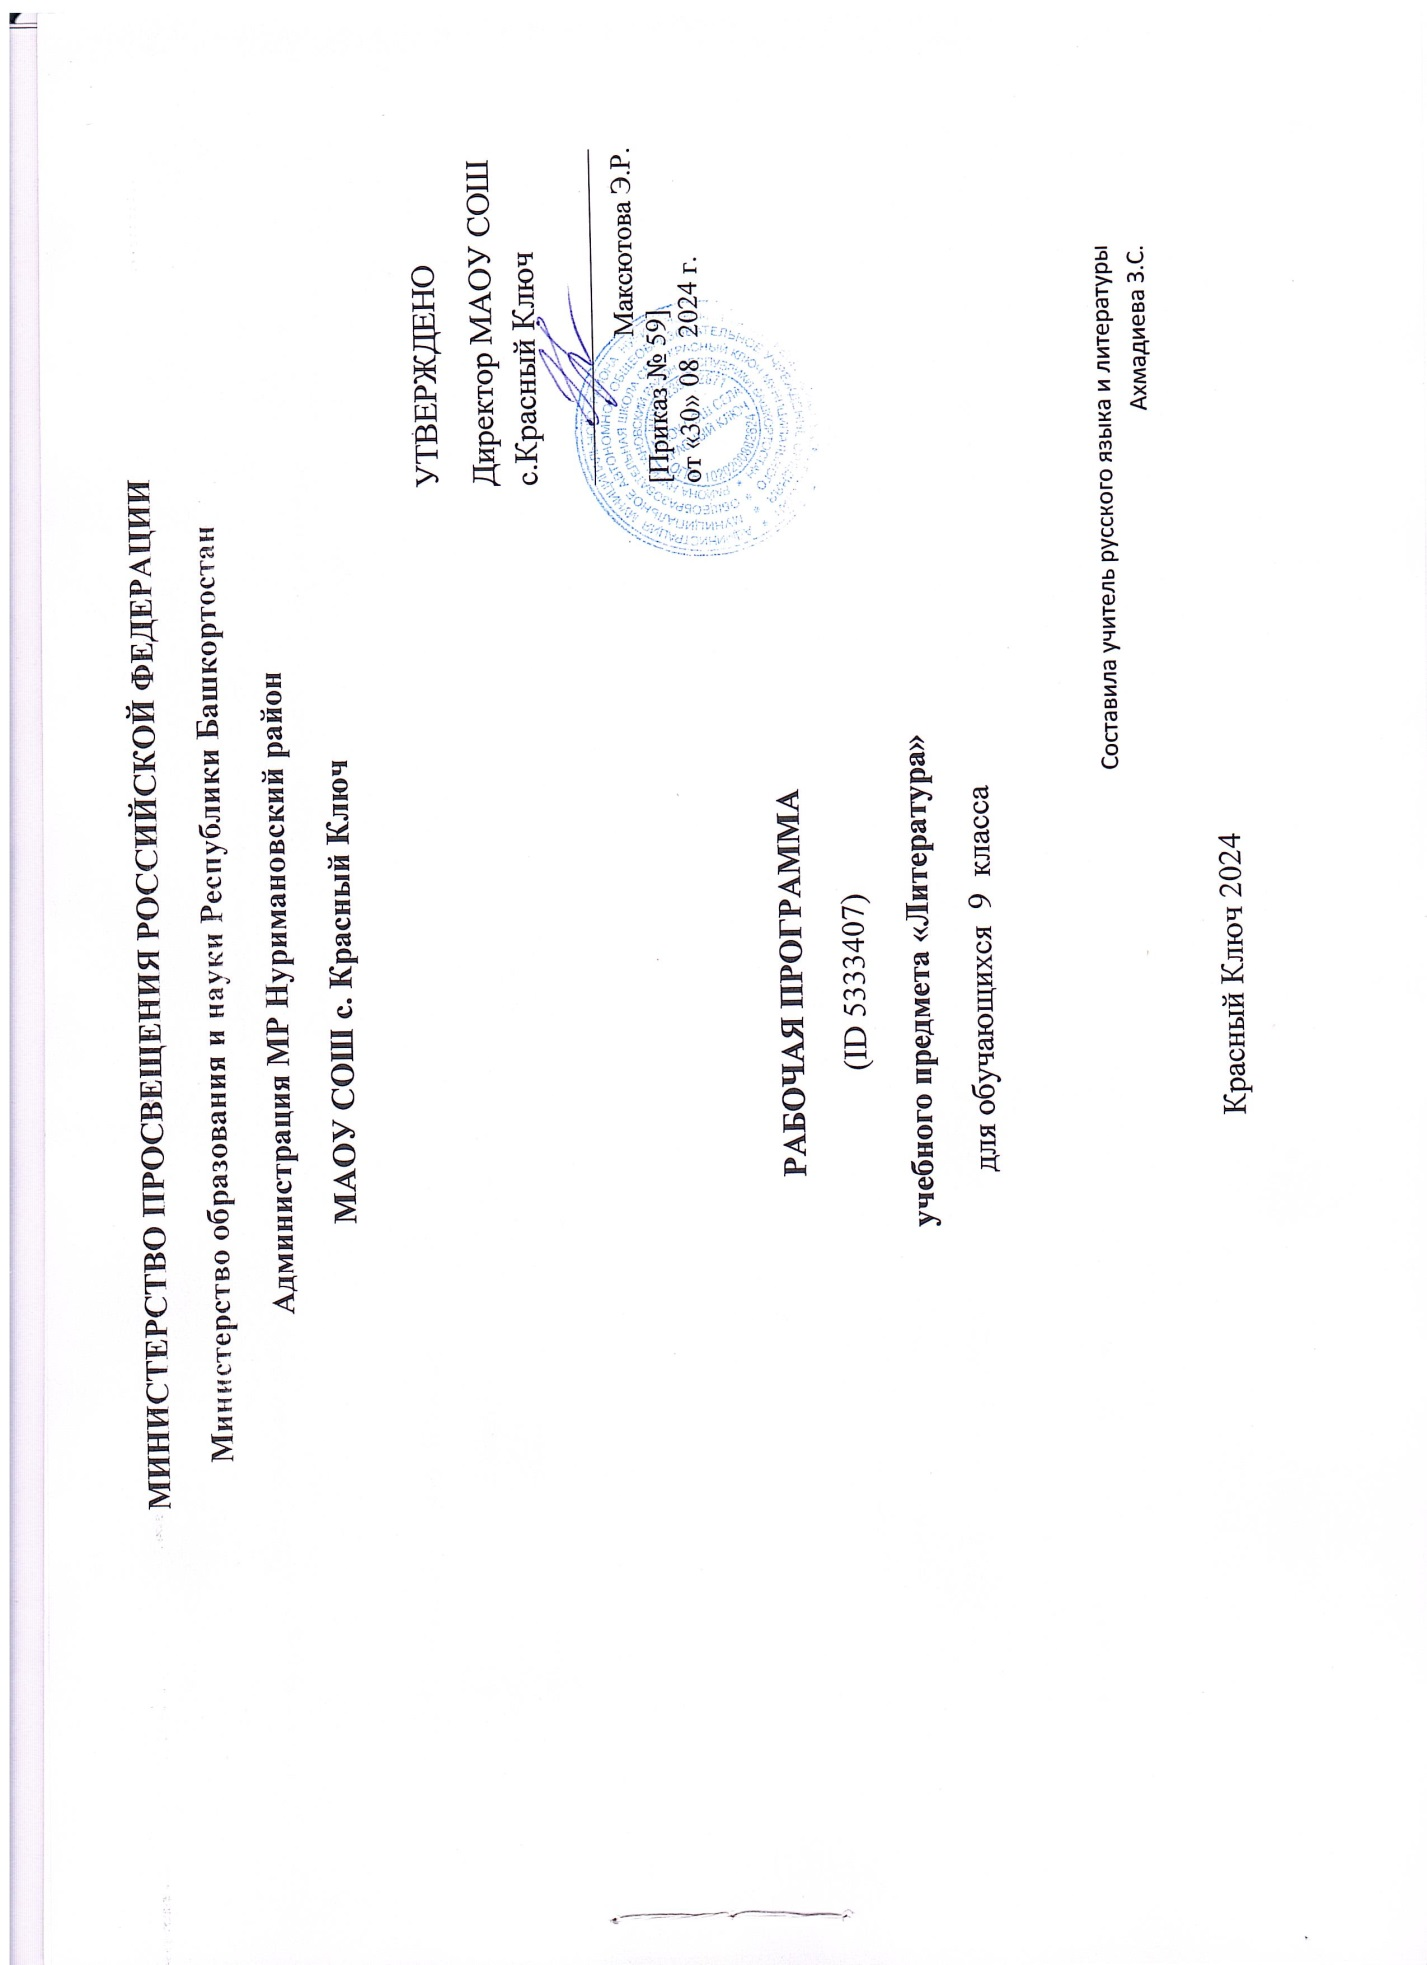 МИНИСТЕРСТВО ПРОСВЕЩЕНИЯ РОССИЙСКОЙ ФЕДЕРАЦИИ
Министерство образования и науки Республики Башкортостан
Администрация МР Нуримановский район
МАОУ СОШ с. Красный Ключ
УТВЕРЖДЕНО
Директор МАОУ СОШ
с.Красный Ключ
Максютова Э.Р.
[Приказ № 59]
от «30» 08 2024 г.
РАБОЧАЯ ПРОГРАММА
(ID 5333407)
учебного предмета «Литература»
для обучающихся 9 класса
Составила учитель русского языка и литературы
Ахмадиева З.С.
Красный Ключ 2024